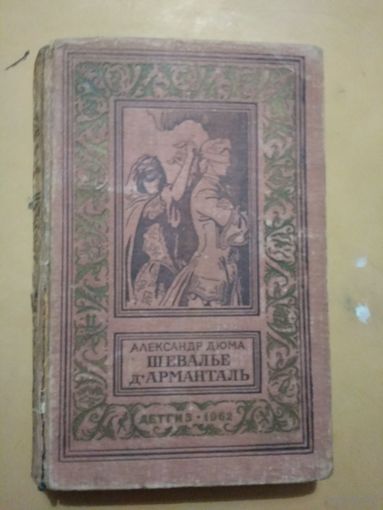 АЛЕКСАНДР ДЮМА
ШЕВАЛЬЕ
Д'АРМАНТАЛЬ
ДЕТГИЗ · 1962